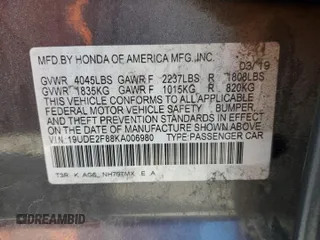 MFD.BY HONDA OF AMERICA MFG.,INC. 03/19
GVWR 4045LBS GAWR F 2237LBS R 1808LBS
GVWR 1835KG GAWR F 1015KG R 820KG
THIS VEHICLE CONFORMS TO ALL APPLICABLE
FEDERAL MOTOR VEHICLE SAFETY, BUMPER, AND
THEFT PREVENTION STANDARDS IN EFFECT ON THE
DATE OF MANUFACTURE SHOWN ABOVE.
VIN:19UDE2F88KA006980 TYPE:PASSENGER CAR
DREAMBID